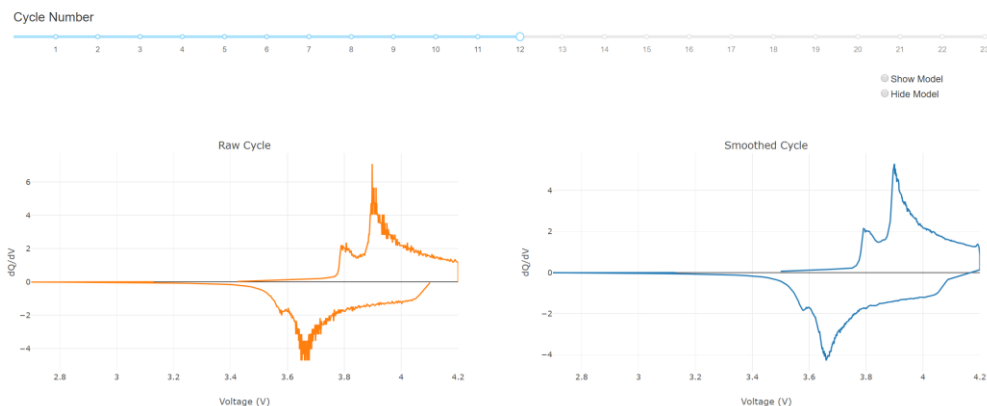 Cycle Number
1 2 3 4 5 6 7 8 9 10 11 12 13 14 15 16 17 18 19 20 21 22 23
Show Model
Hide Model
Raw Cycle
6
4
2
0
−2
−4
dQ/dV
2.8 3 3.2 3.4 3.6 3.8 4 4.2
Voltage (V)
Smoothed Cycle
4
2
0
−2
−4
dQ/dV
2.8 3 3.2 3.4 3.6 3.8 4 4.2
Voltage (V)